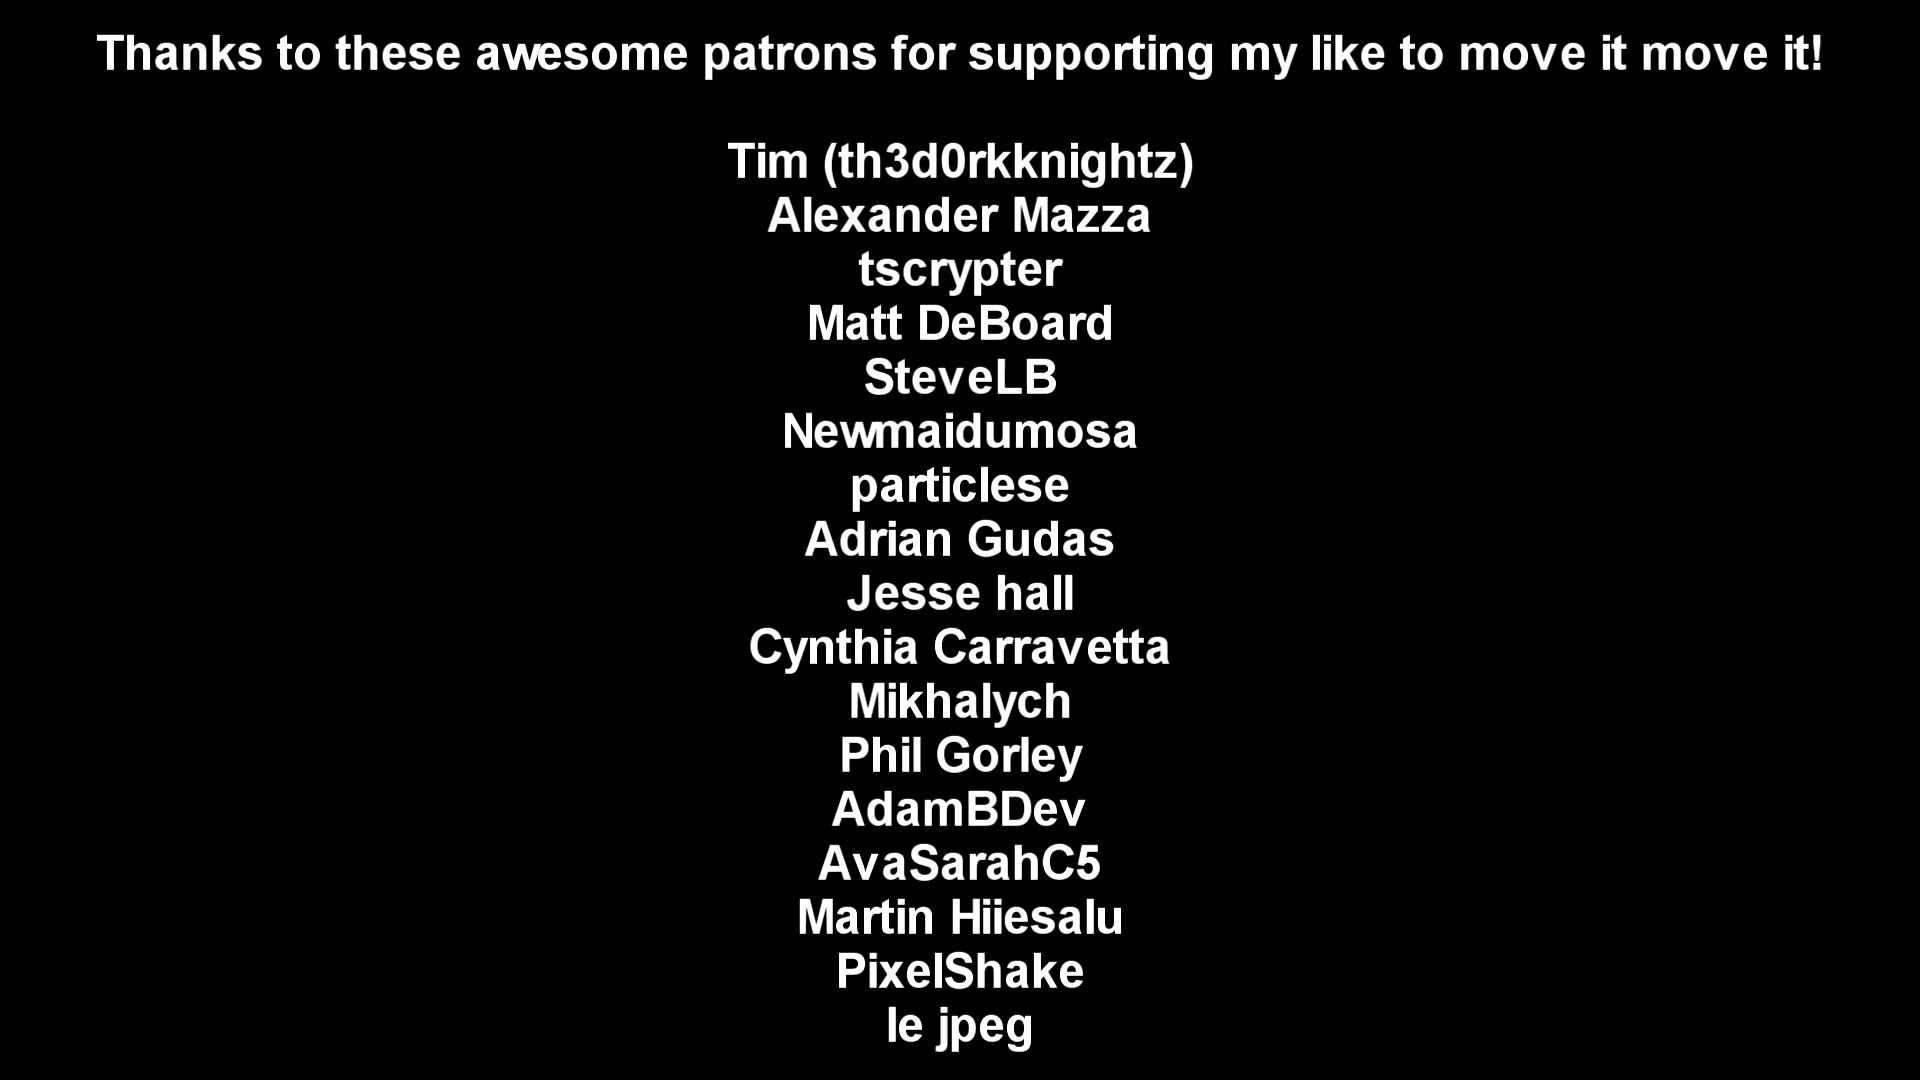 Thanks to these awesome patrons for supporting my like to move it move it!
Tim (th3d0rkknightz)
Alexander Mazza
tscrypter
Matt DeBoard
SteveLB
Newmaidumosa
particlese
Adrian Gudas
Jesse hall
Cynthia Carravetta
Mikhalych
Phil Gorley
AdamBDev
AvaSarahC5
Martin Hiiesalu
PixelShake
le jpeg